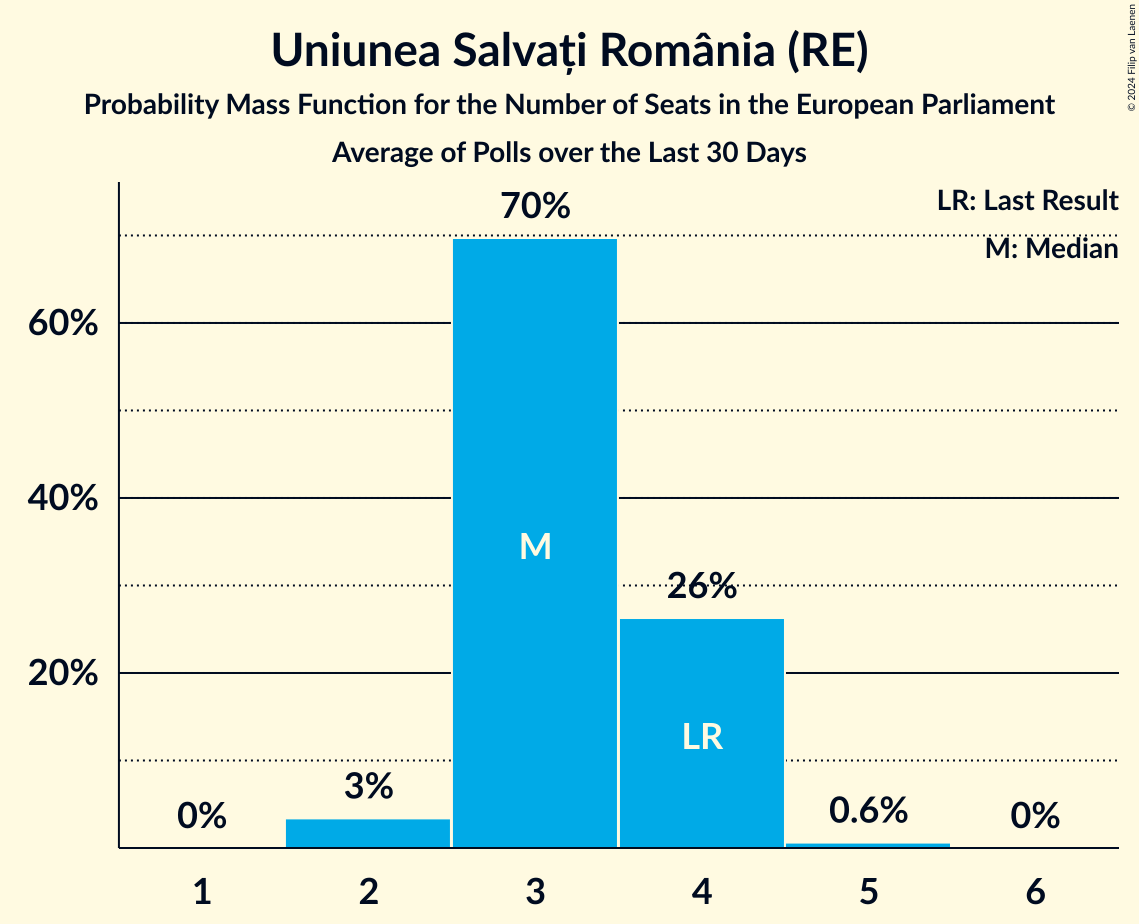 Uniunea Salvați România (RE)
Probability Mass Function for the Number of Seats in the European Parliament
Average of Polls over the Last 30 Days
© 2024 Filip van Laenen
LR: Last Result
M: Median
70%
60%
40%
M
26%
20%
LR
3%
0%
0.6%
0%
1 2 3 4 5 6